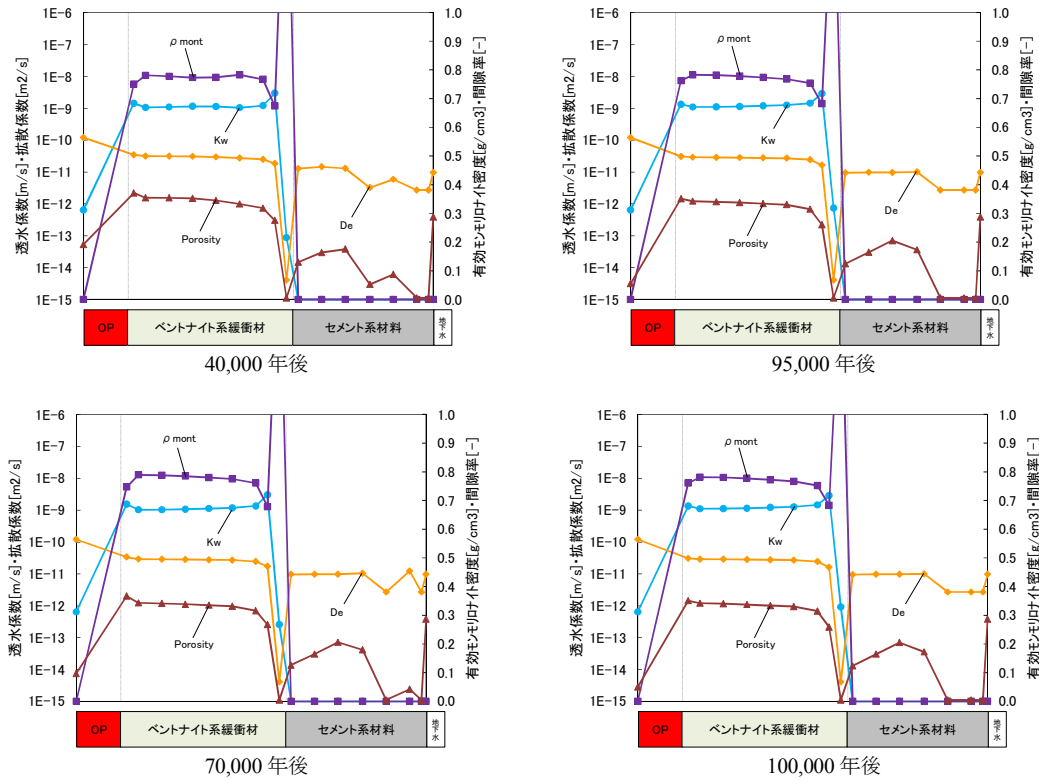 1E-6
1E-7
1E-8
1E-9
1E-10
1E-11
1E-12
1E-13
1E-14
1E-15
透水係数[m/s]・拡散係数[m2/s]
ρ mont
Kw
De
Porosity
1.0
0.9
0.8
0.7
0.6
0.5
0.4
0.3
0.2
0.1
0.0
有効モンモリロナイト密度[g/cm3]・間隙率[-]
OP
ベントナイト系緩衝材
セメント系材料
地下水
40,000 年後
1E-6
1E-7
1E-8
1E-9
1E-10
1E-11
1E-12
1E-13
1E-14
1E-15
透水係数[m/s]・拡散係数[m2/s]
ρ mont
Kw
De
Porosity
1.0
0.9
0.8
0.7
0.6
0.5
0.4
0.3
0.2
0.1
0.0
有効モンモリロナイト密度[g/cm3]・間隙率[-]
OP
ベントナイト系緩衝材
セメント系材料
地下水
95,000 年後
1E-6
1E-7
1E-8
1E-9
1E-10
1E-11
1E-12
1E-13
1E-14
1E-15
透水係数[m/s]・拡散係数[m2/s]
ρ mont
Kw
De
Porosity
1.0
0.9
0.8
0.7
0.6
0.5
0.4
0.3
0.2
0.1
0.0
有効モンモリロナイト密度[g/cm3]・間隙率[-]
OP
ベントナイト系緩衝材
セメント系材料
地下水
70,000 年後
1E-6
1E-7
1E-8
1E-9
1E-10
1E-11
1E-12
1E-13
1E-14
1E-15
透水係数[m/s]・拡散係数[m2/s]
ρ mont
Kw
De
Porosity
1.0
0.9
0.8
0.7
0.6
0.5
0.4
0.3
0.2
0.1
0.0
有効モンモリロナイト密度[g/cm3]・間隙率[-]
OP
ベントナイト系緩衝材
セメント系材料
地下水
100,000 年後